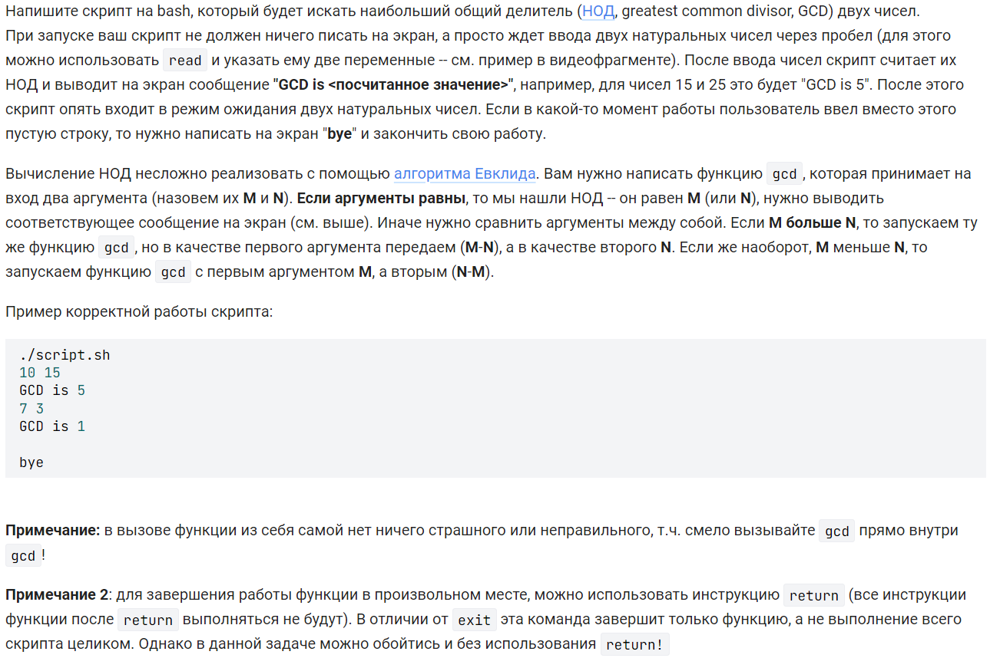 Напишите скрипт на bash, который будет искать наибольший общий делитель (НОД, greatest common divisor, GCD) двух чисел.
При запуске ваш скрипт не должен ничего писать на экран, а просто ждет ввода двух натуральных чисел через пробел (для этого
можно использовать read и указать ему две переменные -- см. пример в видеофрагменте). После ввода чисел скрипт считает их
НОД и выводит на экран сообщение "GCD is <посчитанное значение>", например, для чисел 15 и 25 это будет "GCD is 5". После этого
скрипт опять входит в режим ожидания двух натуральных чисел. Если в какой-то момент работы пользователь ввел вместо этого
пустую строку, то нужно написать на экран "bye" и закончить свою работу.
Вычисление НОД несложно реализовать с помощью алгоритма Евклида. Вам нужно написать функцию gcd, которая принимает на
вход два аргумента (назовем их M и N). Если аргументы равны, то мы нашли НОД -- он равен M (или N), нужно выводить
соответствующее сообщение на экран (см. выше). Иначе нужно сравнить аргументы между собой. Если M больше N, то запускаем ту
же функцию gcd, но в качестве первого аргумента передаем (M-N), а в качестве второго N. Если же наоборот, M меньше N, то
запускаем функцию gcd с первым аргументом M, а вторым (N-M).
Пример корректной работы скрипта:
./script.sh
10 15
GCD is 5
7 3
GCD is 1
bye
Примечание: в вызове функции из себя самой нет ничего страшного или неправильного, т.ч. смело вызывайте gcd прямо внутри
gcd!
Примечание 2: для завершения работы функции в произвольном месте, можно использовать инструкцию return (все инструкции
функции после return выполняться не будут). В отличии от exit эта команда завершит только функцию, а не выполнение всего
скрипта целиком. Однако в данной задаче можно обойтись и без использования return!